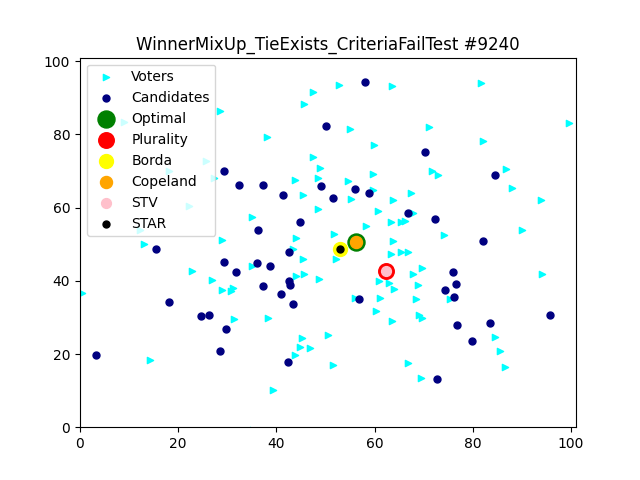 WinnerMixUp_TieExists_CriteriaFailTest #9240
100
80
60
40
20
0
Voters
Candidates
Optimal
Plurality
Borda
Copeland
STV
STAR
0 20 40 60 80 100